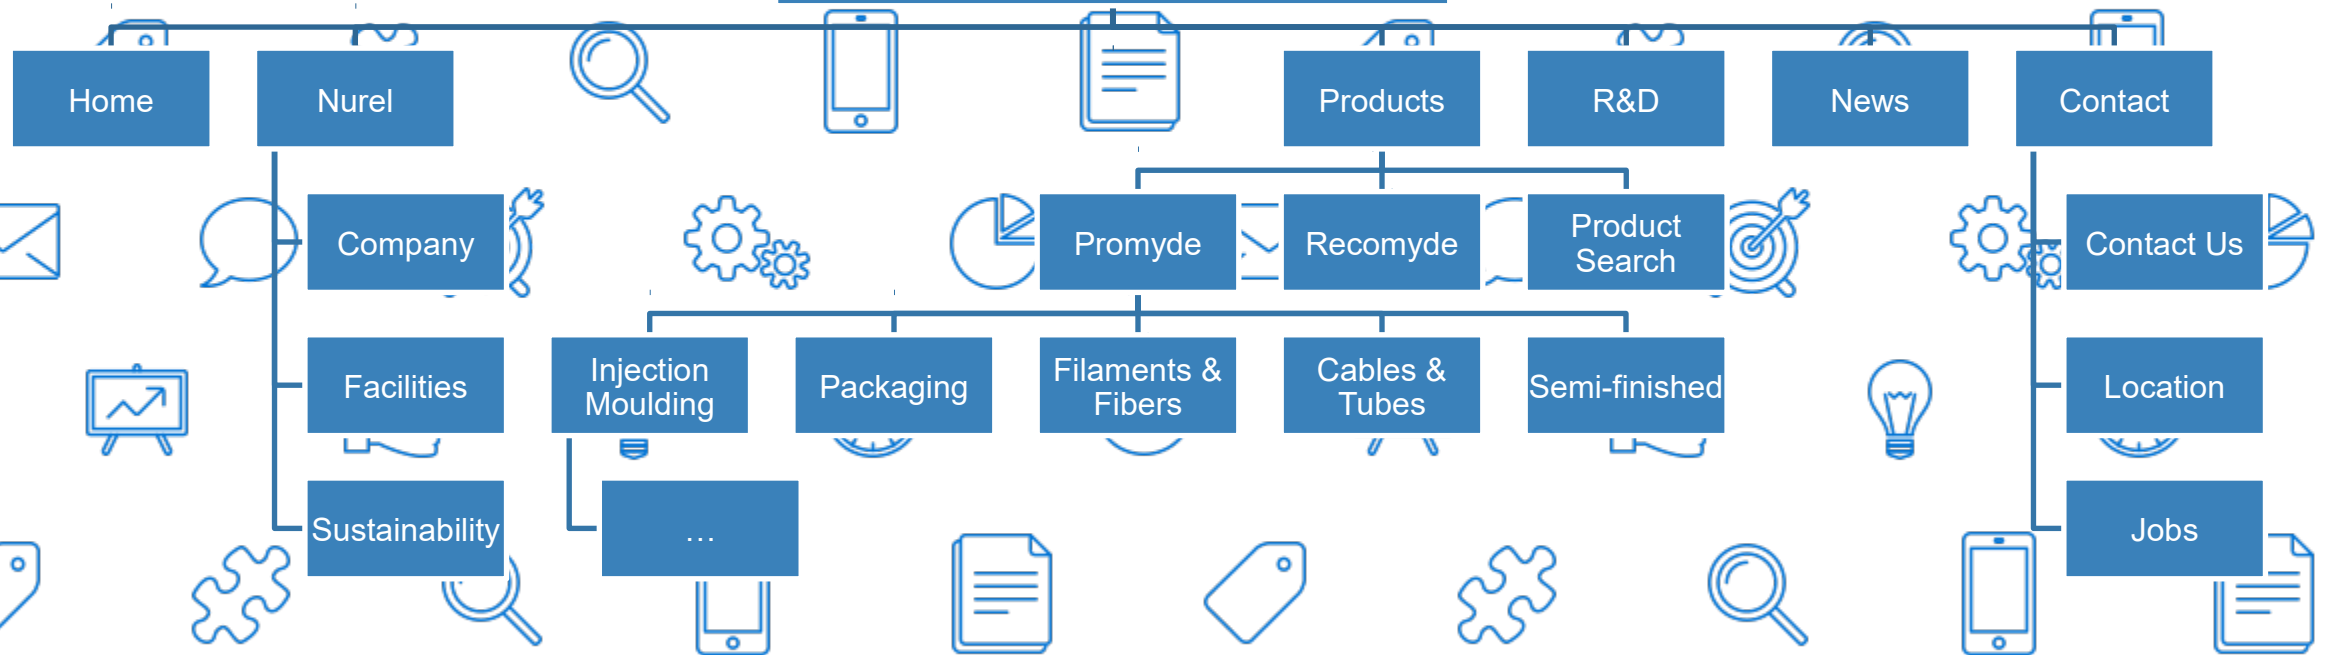 Home
Nurel
Products
R&D
News
Contact
Company
Promyde
Recomyde
Product
Search
Contact Us
Facilities
Injection
Moulding
Packaging
Filaments &
Fibers
Cables &
Tubes
Semi-finished
Location
Sustainability
…
Jobs